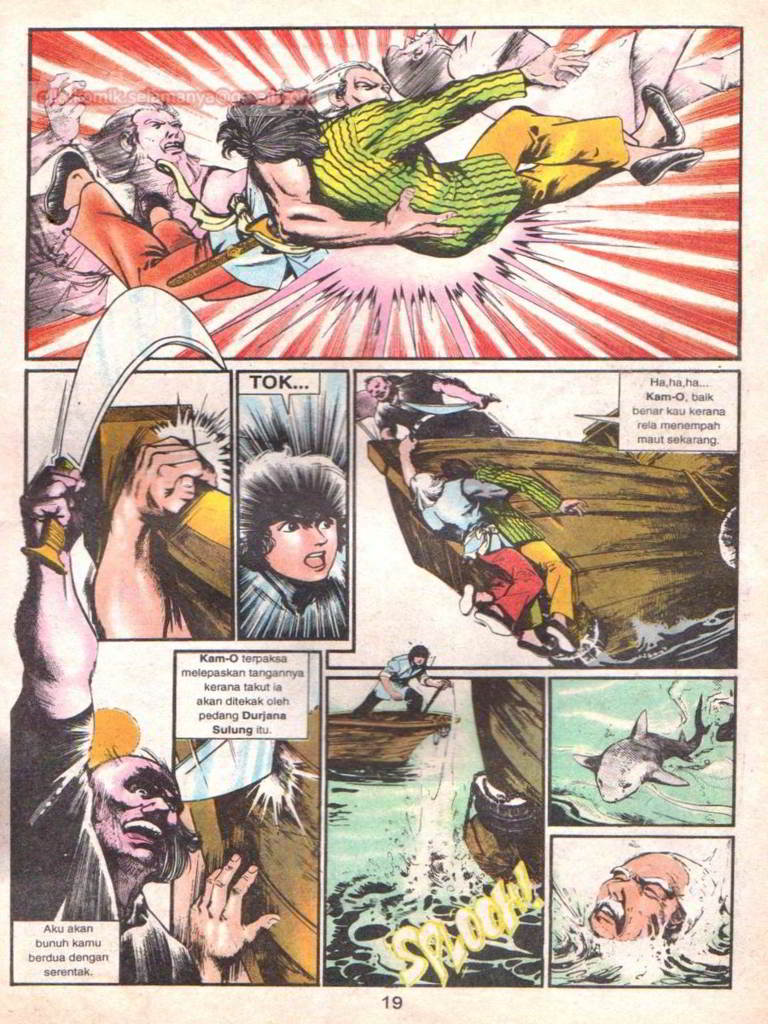 TOK...
Ha,ha,ha...
Kam-O, baik
benar kau kerana
rela menempah
maut sekarang.
Kam-O terpaksa
melepaskan tangannya
kerana takut ia
akan ditekak oleh
pedang Durjana
Sulung itu.
Aku akan
bunuh kamu
berdua dengan
serentak.
SPLOOH!
19